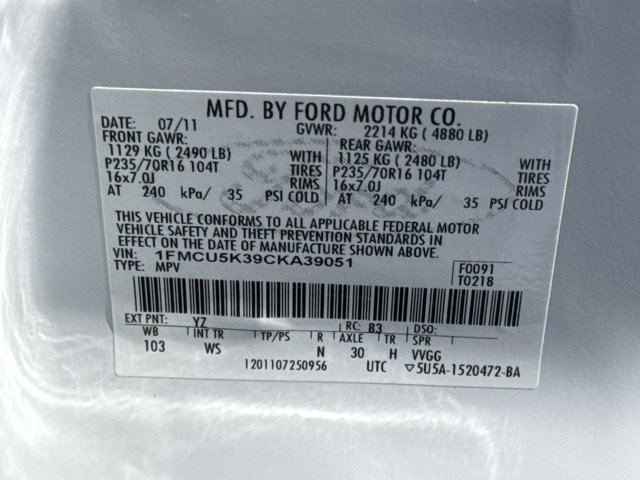 MFD. BY FORD MOTOR CO.
DATE: 07/11 GVWR: 2214 KG ( 4880 LB)
FRONT GAWR: REAR GAWR:
1129 KG ( 2490 LB) WITH 1125 KG ( 2480 LB) WITH
P235/70R16 104T TIRES P235/70R16 104T TIRES
16x7.0J RIMS 16x7.0J RIMS
AT 240 kPa/ 35 PSI COLD AT 240 kPa/ 35 PSI COLD
THIS VEHICLE CONFORMS TO ALL APPLICABLE FEDERAL MOTOR
VEHICLE SAFETY AND THEFT PREVENTION STANDARDS IN
EFFECT ON THE DATE OF MANUFACTURE SHOWN ABOVE.
VIN: 1FMCU5K39CKA39051 F0091
TYPE: MPV T0218
EXT PNT: YZ RC: 83 DSO:
WB INT TR TP/PS R AXLE TR SPR
103 WS N 30 H VVGG
1201107250956 UTC ▽5U5A-1520472-BA